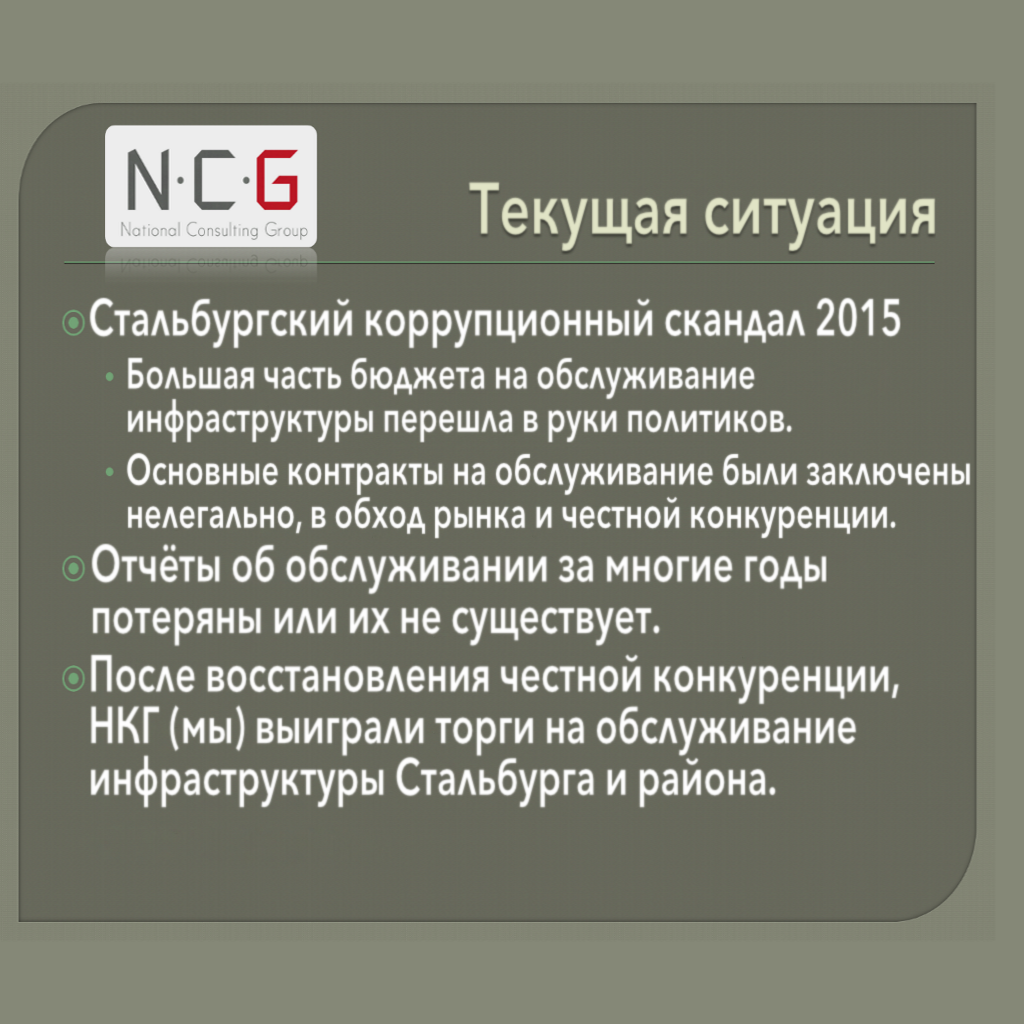 N·C·G
National Consulting Group
Текущая ситуация
Стальбургский коррупционный скандал 2015
Большая часть бюджета на обслуживание
инфраструктуры перешла в руки политиков.
Основные контракты на обслуживание были заключены
нелегально, в обход рынка и честной конкуренции.
Отчёты об обслуживании за многие годы
потеряны или их не существует.
После восстановления честной конкуренции,
НКГ (мы) выиграли торги на обслуживание
инфраструктуры Стальбурга и района.